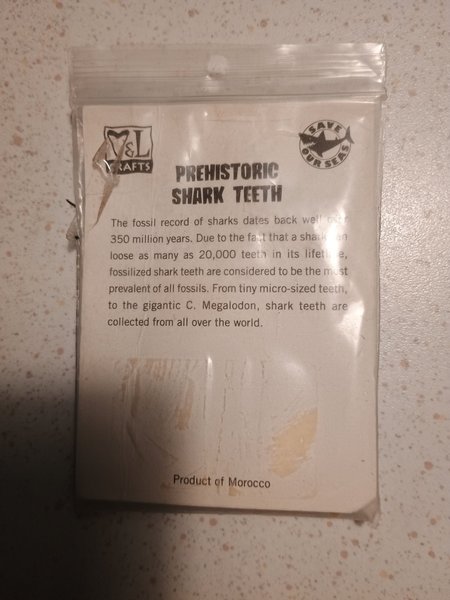 SAVE
OUR SEAS
PREHISTORIC
SHARK TEETH
The fossil record of sharks dates back well over
350 million years. Due to the fact that a shark can
loose as many as 20,000 teeth in its lifetime,
fossilized shark teeth are considered to be the most
prevalent of all fossils. From tiny micro-sized teeth,
to the gigantic C. Megalodon, shark teeth are
collected from all over the world.
Product of Morocco